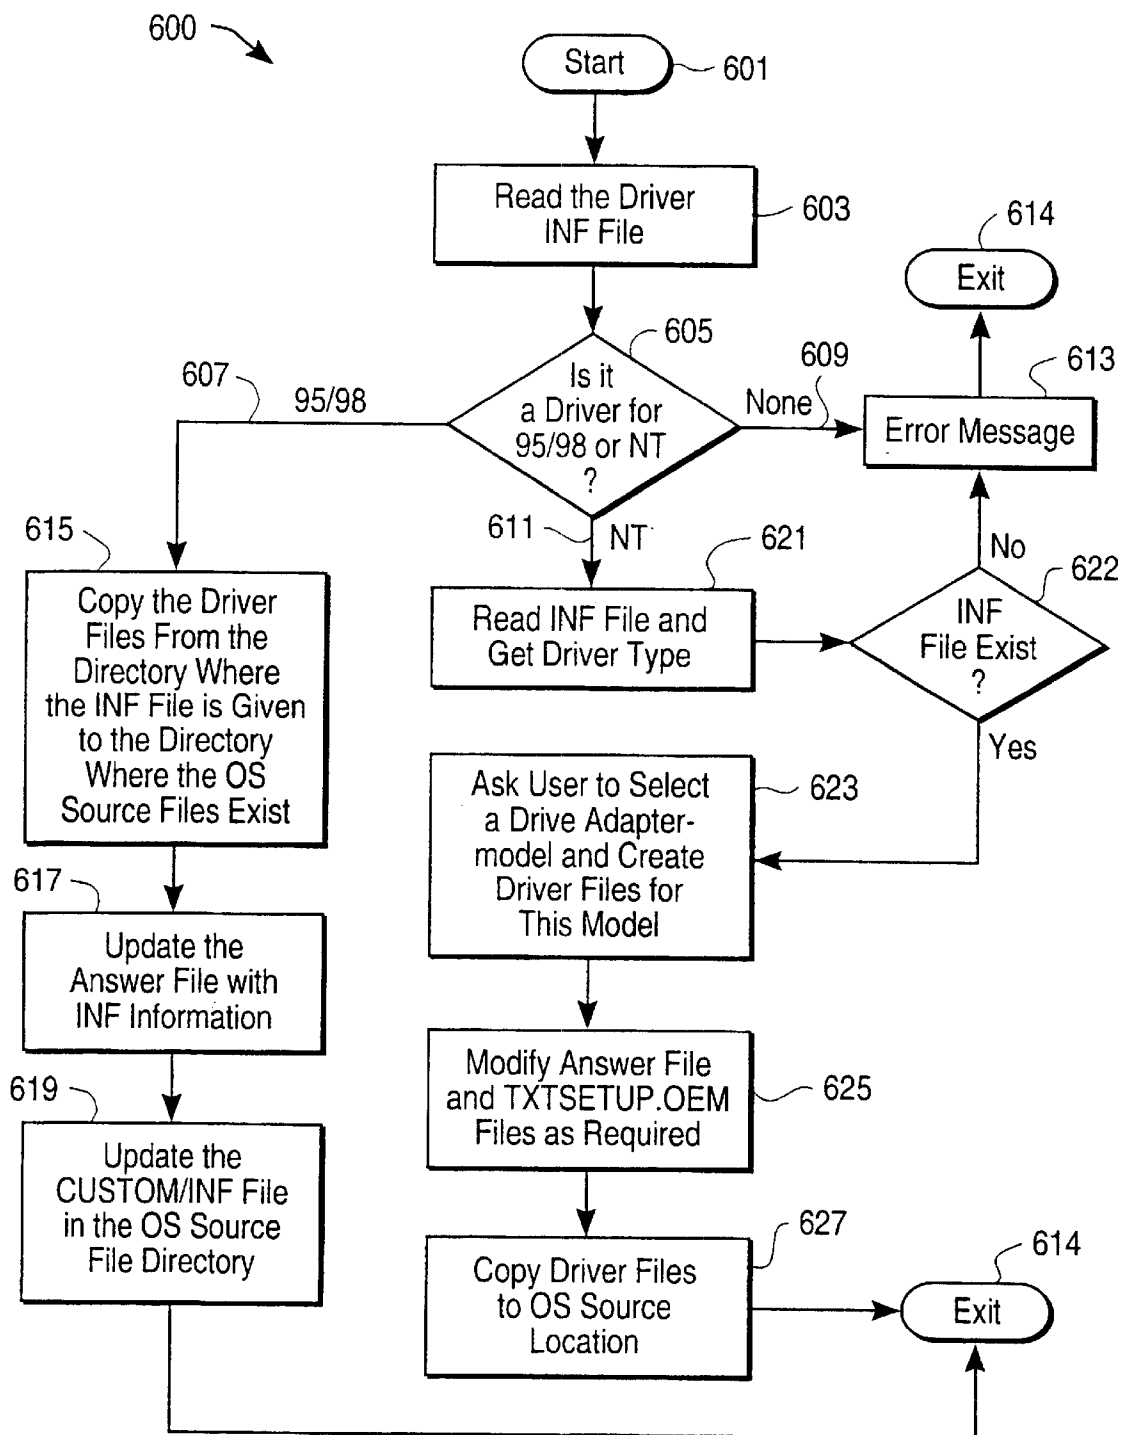 600
Start
601
Read the Driver
INF File
603
614
Exit
605
Is it
a Driver for
95/98 or NT
?
607
95/98
609
None
613
Error Message
611
NT
615
Copy the Driver
Files From the
Directory Where
the INF File is Given
to the Directory
Where the OS
Source Files Exist
621
Read INF File and
Get Driver Type
No
622
INF
File Exist
?
Yes
Ask User to Select
a Drive Adapter-
model and Create
Driver Files for
This Model
623
617
Update the
Answer File with
INF Information
Modify Answer File
and TXTSETUP.OEM
Files as Required
625
619
Update the
CUSTOM/INF File
in the OS Source
File Directory
627
Copy Driver Files
to OS Source
Location
614
Exit